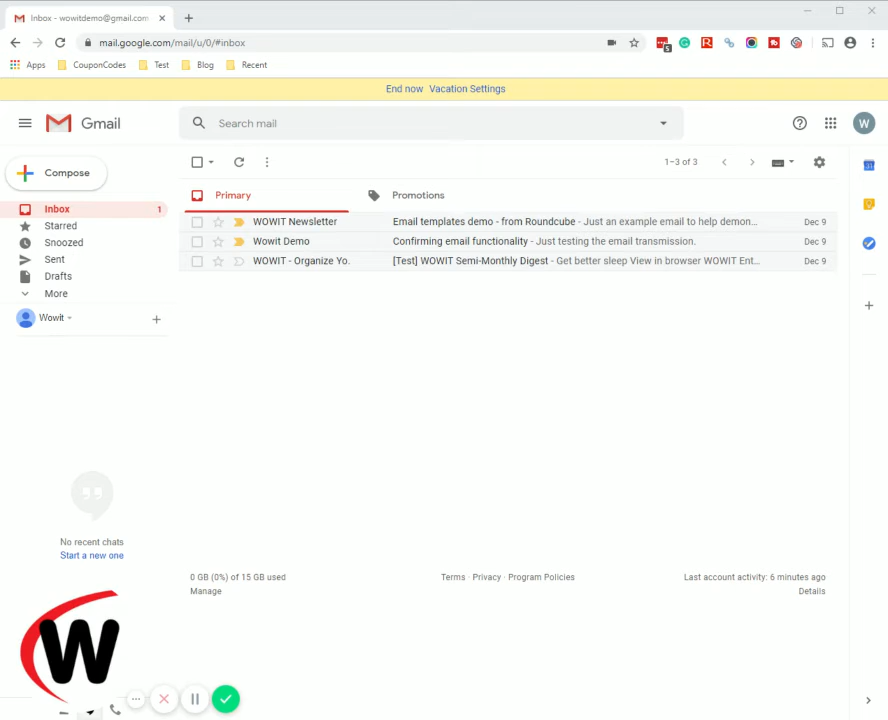 Inbox - wowitdemo@gmail.com
mail.google.com/mail/u/0/#inbox
5
Apps CouponCodes Test Blog Recent
End now Vacation Settings
Gmail
Search mail
W
Compose
1–3 of 3
31
Primary Promotions
Inbox 1
Starred
Snoozed
Sent
Drafts
More
Wowit
WOWIT Newsletter Email templates demo - from Roundcube - Just an example email to help demon... Dec 9
Wowit Demo Confirming email functionality - Just testing the email transmission. Dec 9
WOWIT - Organize Yo. [Test] WOWIT Semi-Monthly Digest - Get better sleep View in browser WOWIT Ent... Dec 9
No recent chats
Start a new one
0 GB (0%) of 15 GB used
Manage
Terms · Privacy · Program Policies
Last account activity: 6 minutes ago
Details
W